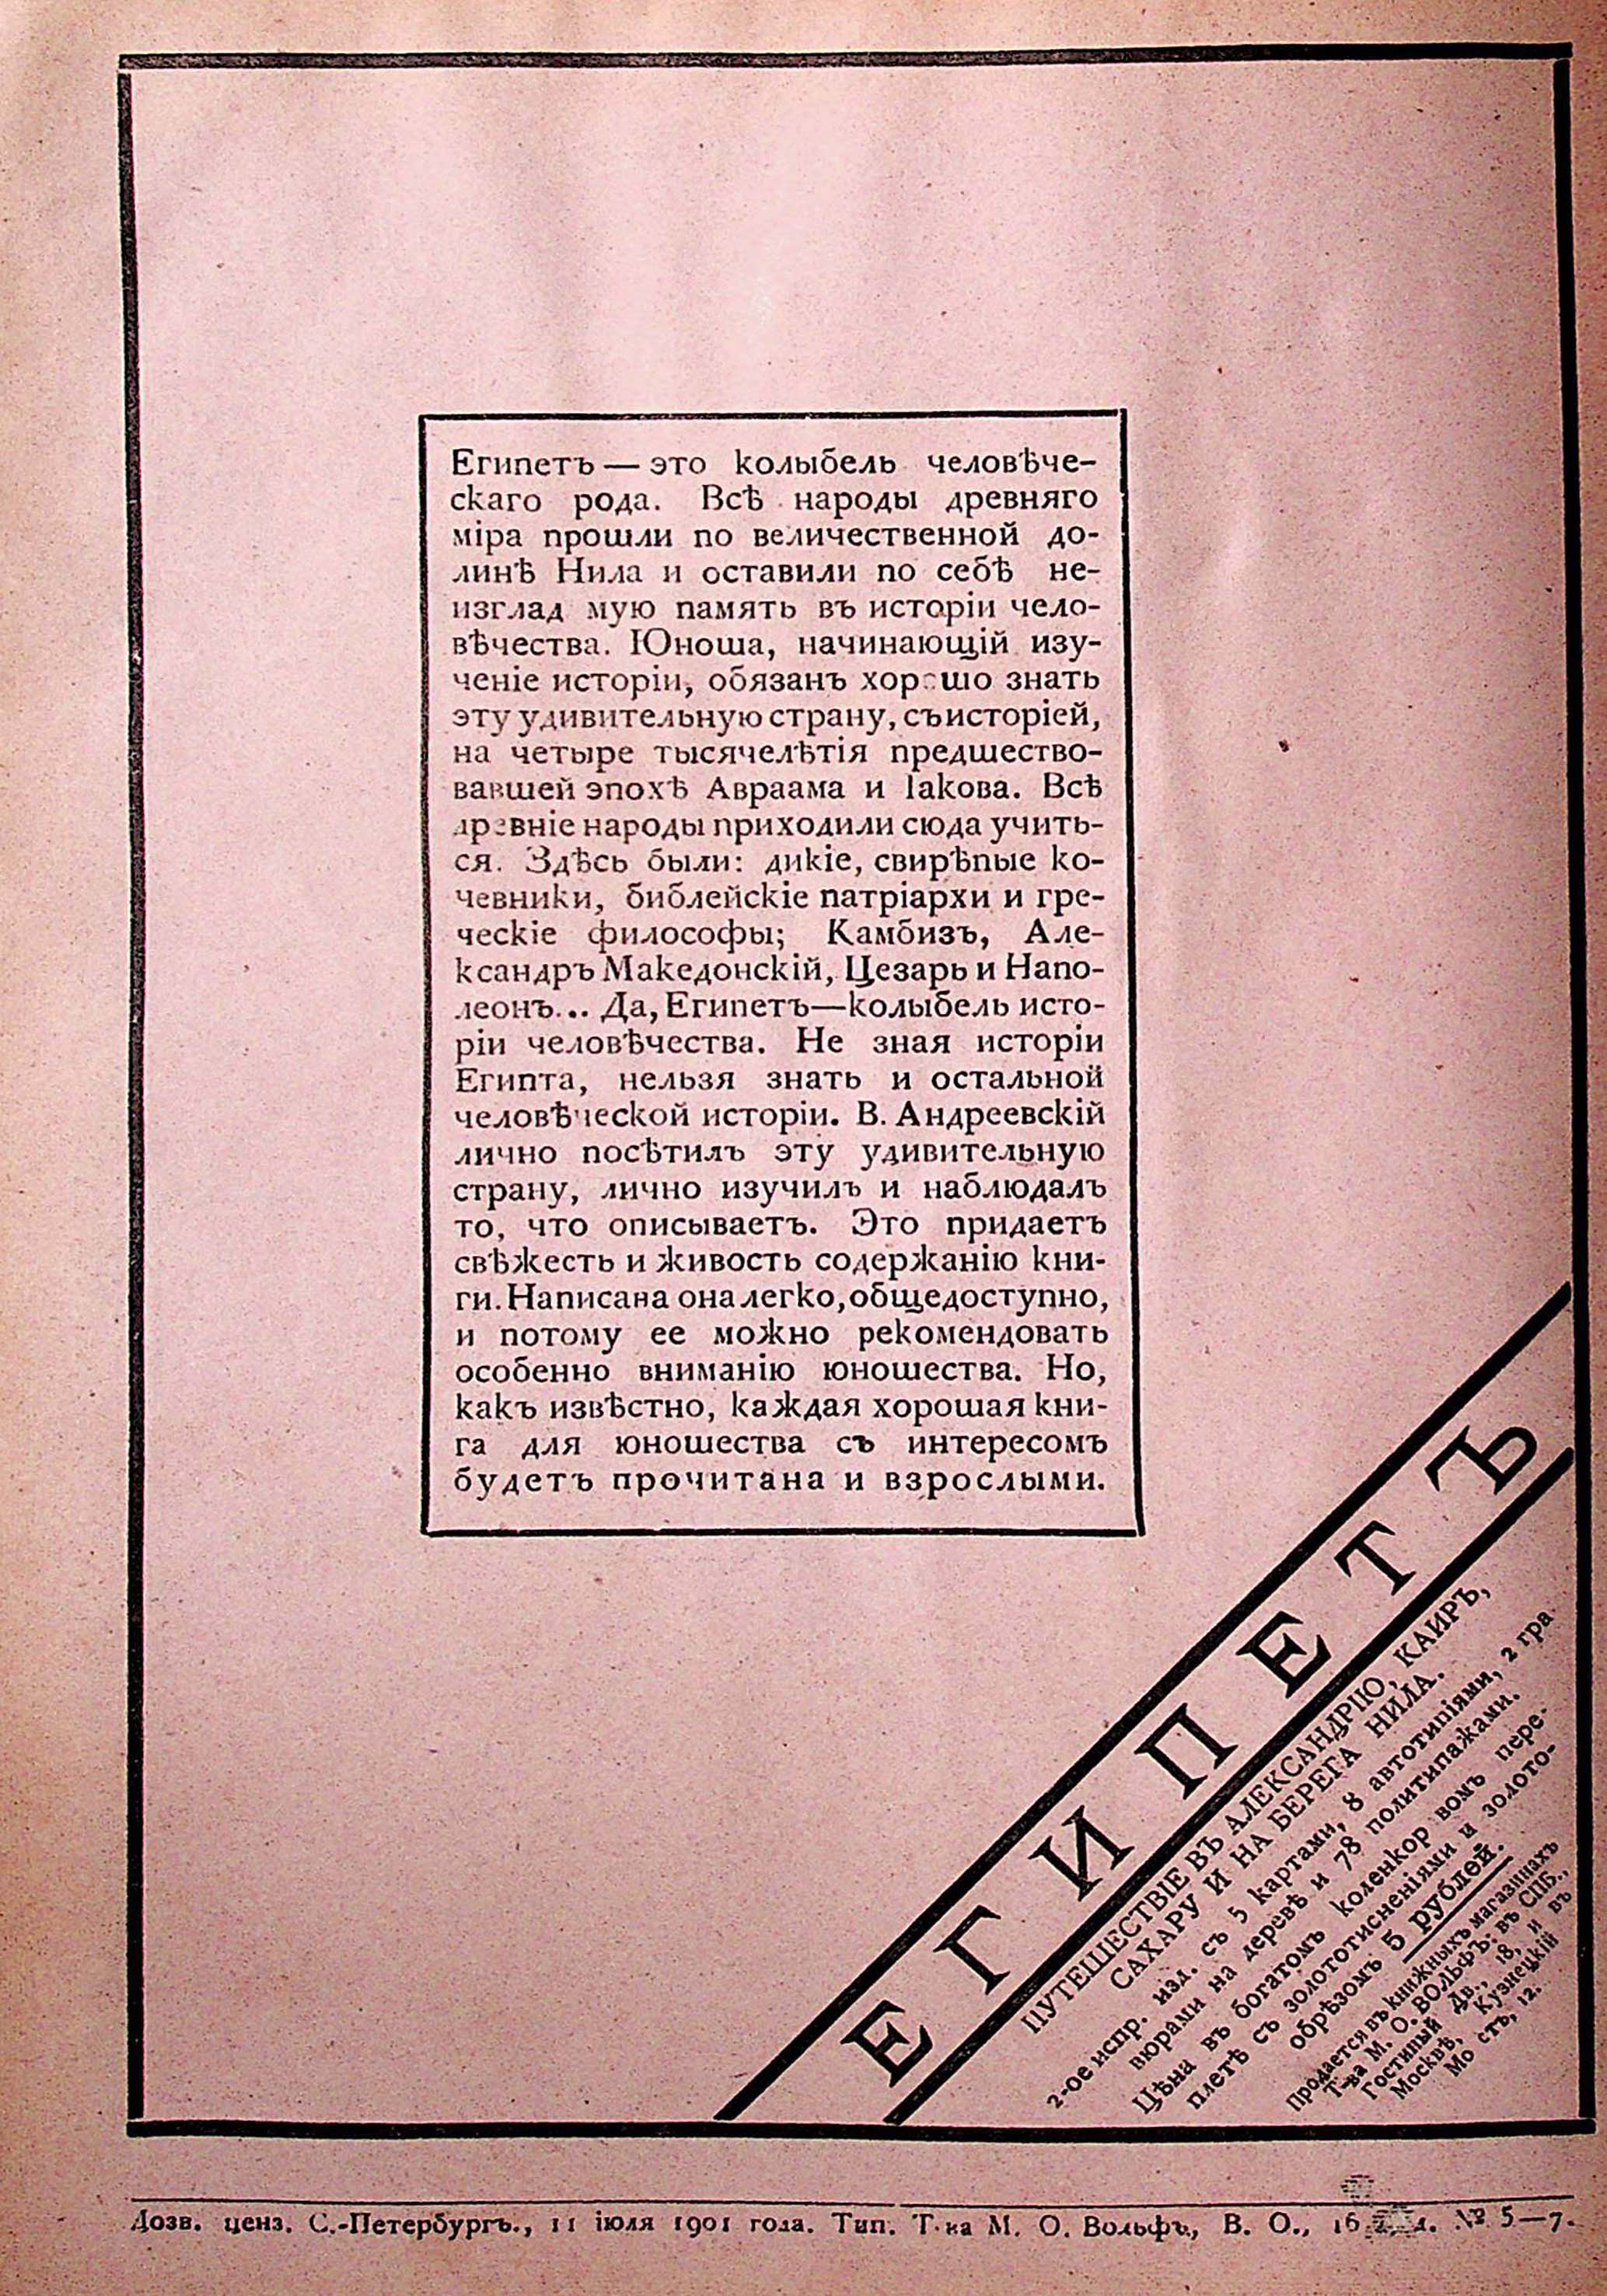 Египетъ — это колыбель человѣче-
скаго рода. Всѣ народы древняго
міра прошли по величественной до-
линѣ Нила и оставили по себѣ не-
изглад мую память въ исторіи чело-
вѣчества. Юноша, начинающій изу-
ченіе исторіи, обязанъ хорошо знать
эту удивительную страну, съ исторіей,
на четыре тысячелѣтія предшество-
вавшей эпохѣ Авраама и Іакова. Всѣ
древніе народы приходили сюда учить-
ся. Здѣсь были: дикіе, свирѣпые ко-
чевники, библейскіе патріархи и гре-
ческіе философы; Камбизъ, Але-
ксандръ Македонскій, Цезарь и Напо-
леонъ... Да, Египетъ—колыбель исто-
ріи человѣчества. Не зная исторіи
Египта, нельзя знать и остальной
человѣческой исторіи. В. Андреевскій
лично посѣтилъ эту удивительную
страну, лично изучилъ и наблюдалъ
то, что описываетъ. Это придаетъ
свѣжесть и живость содержанію кни-
ги. Написана она легко, общедоступно,
и потому ее можно рекомендовать
особенно вниманію юношества. Но,
какъ извѣстно, каждая хорошая кни-
га для юношества съ интересомъ
будетъ прочитана и взрослыми.
ЕГИПЕТЪ
ПУТЕШЕСТВІЕ ВЪ АЛЕКСАНДРІЮ, КАИРЪ,
САХАРУ И НА БЕРЕГА НИЛА.
2-ое испр. изд. съ 5 картами, 8 автотипіями, 2 гра-
вюрами на деревѣ и 78 политипажами.
Цѣна въ богатомъ коленкор вомъ пере-
плетѣ съ золототисненіями и золото-
обрѣзомъ 5 рублей.
Продается въ книжныхъ магазинахъ
Т-ва М. О. ВОЛЬФЪ: въ СПБ.,
Гостиный Дв., 18, и въ
Москвѣ, Кузнецкій
Мо стъ, 12.
Дозв. ценз. С.-Петербургъ., 11 іюля 1901 года. Тип. Т-ва М. О. Вольфъ, В. О., 16 л. № 5—7.